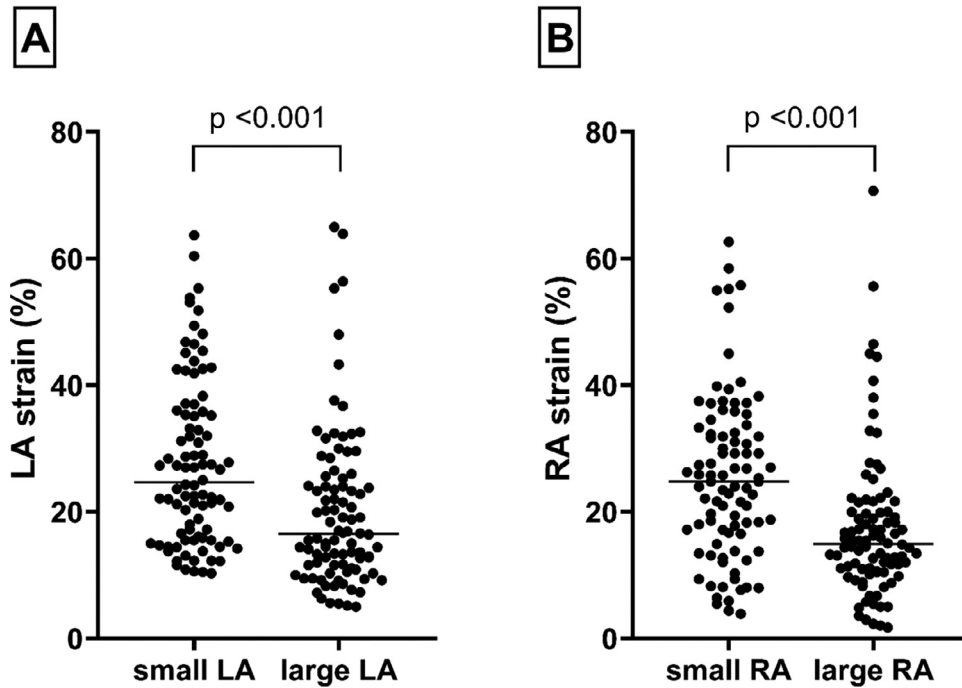 A
B
p <0.001
p <0.001
80
60
40
20
0
LA strain (%)
small LA
large LA
80
60
40
20
0
RA strain (%)
small RA
large RA